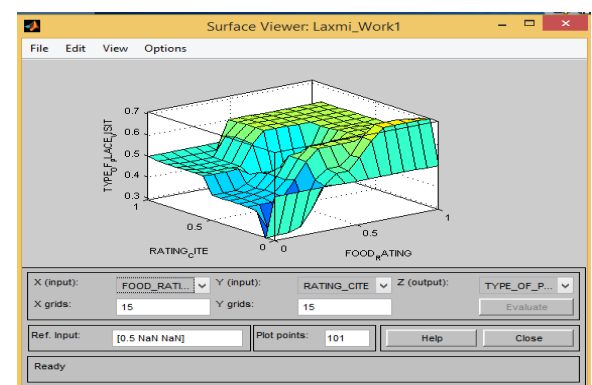 Surface Viewer: Laxmi_Work1
File Edit View Options
0.7
0.6
0.5
0.4
0.3
TYPE_OF_PLACE_VISIT
1
0.5
0
RATING_CITE
0
0.5
1
FOOD_RATING
X (input): FOOD_RATI... Y (input): RATING_CITE Z (output): TYPE_OF_P...
X grids: 15 Y grids: 15 Evaluate
Ref. Input: [0.5 NaN NaN] Plot points: 101 Help Close
Ready